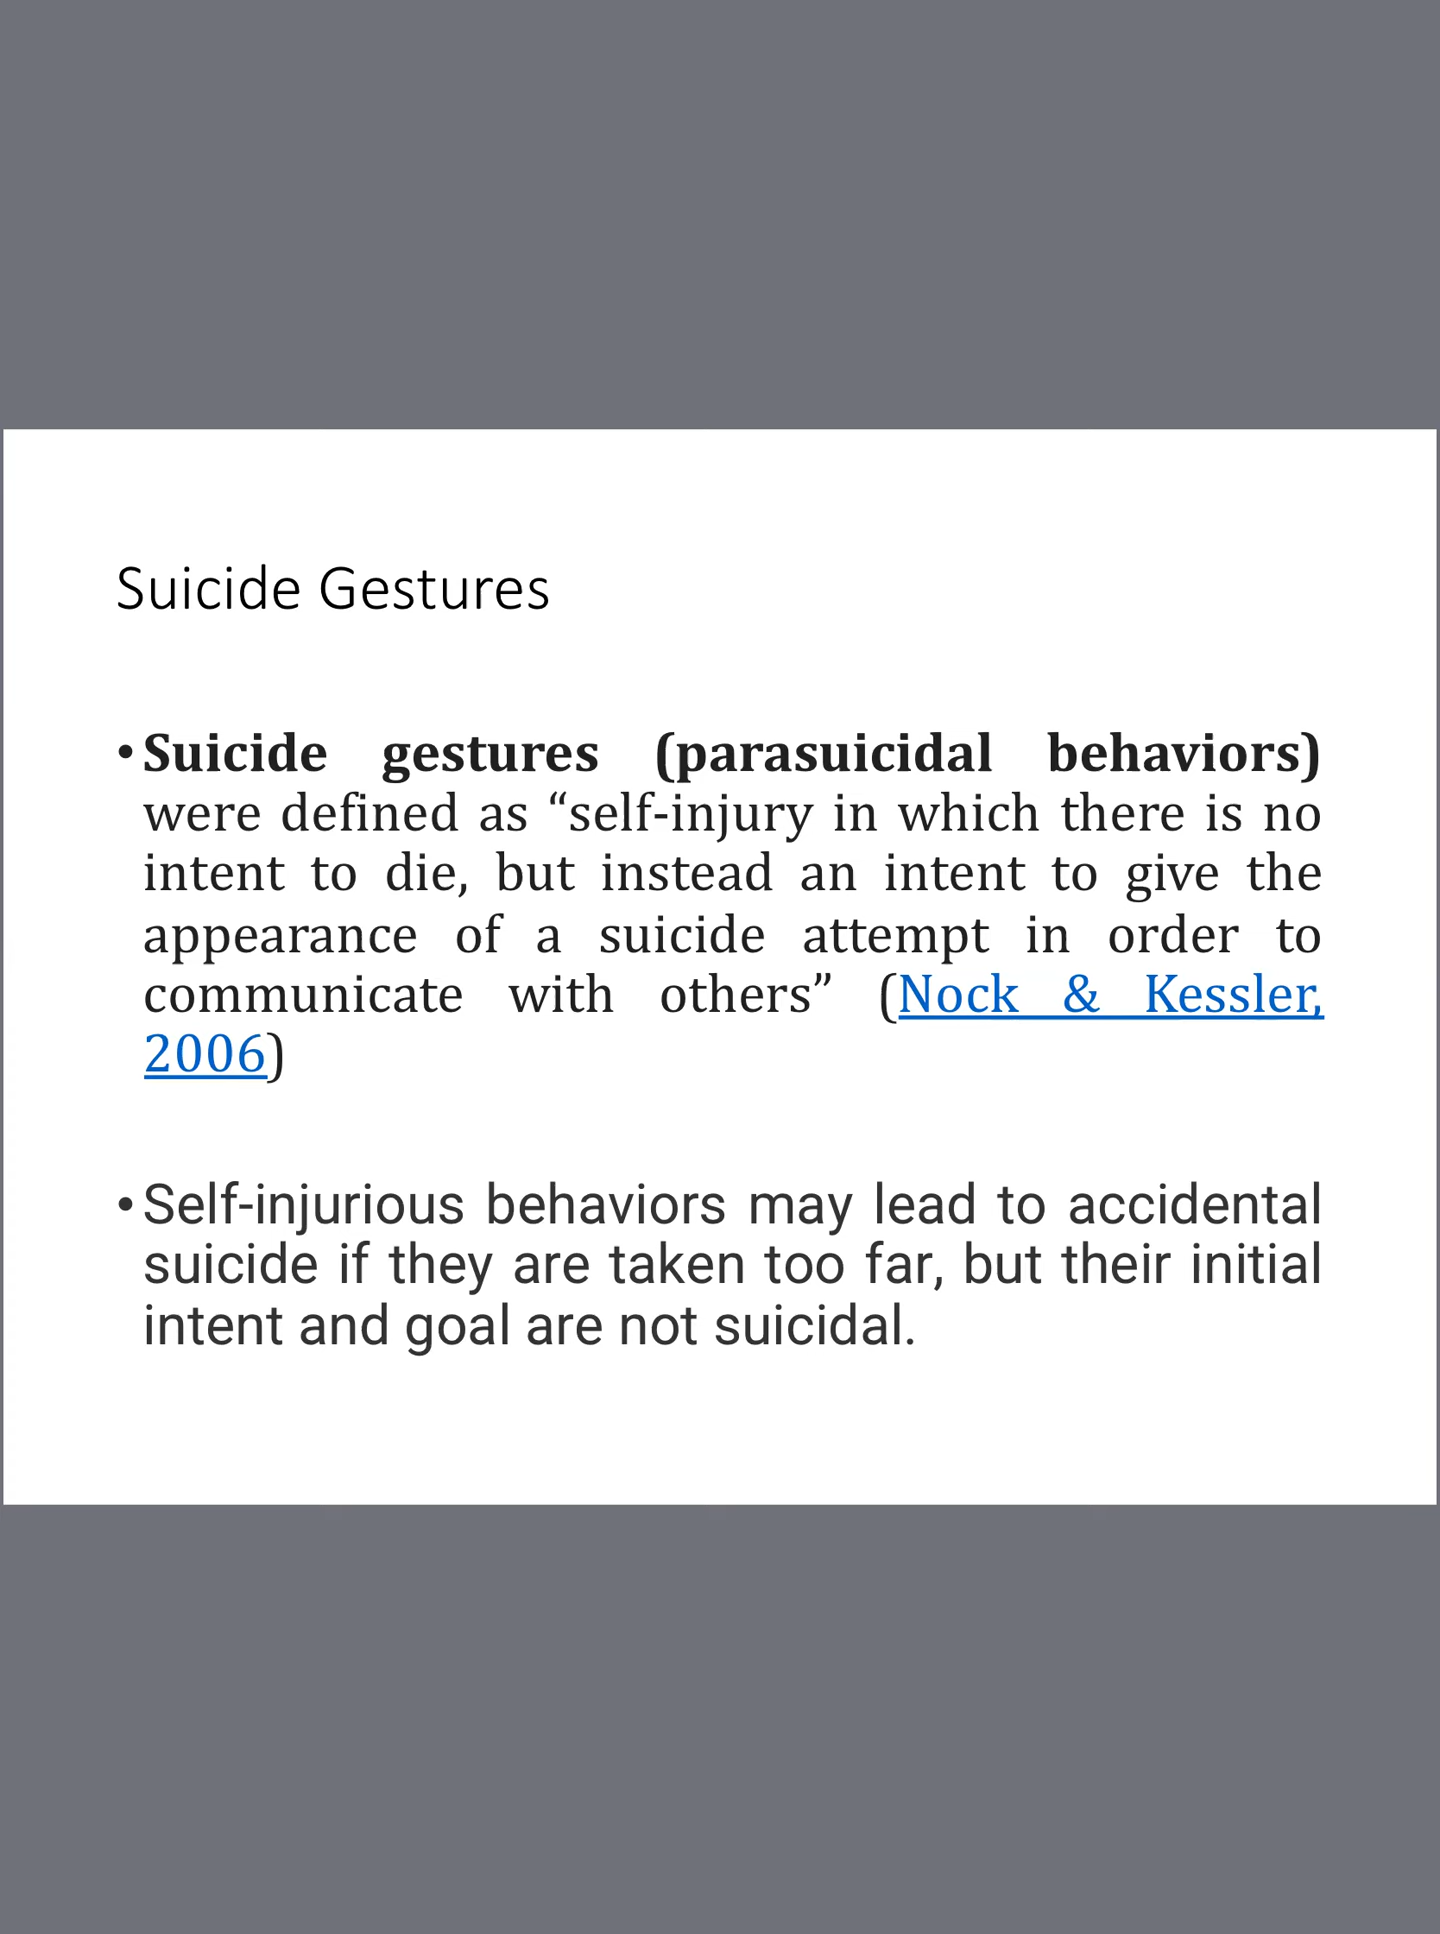 Suicide Gestures
• Suicide gestures (parasuicidal behaviors)
were defined as “self-injury in which there is no
intent to die, but instead an intent to give the
appearance of a suicide attempt in order to
communicate with others” (Nock & Kessler,
2006)
• Self-injurious behaviors may lead to accidental
suicide if they are taken too far, but their initial
intent and goal are not suicidal.